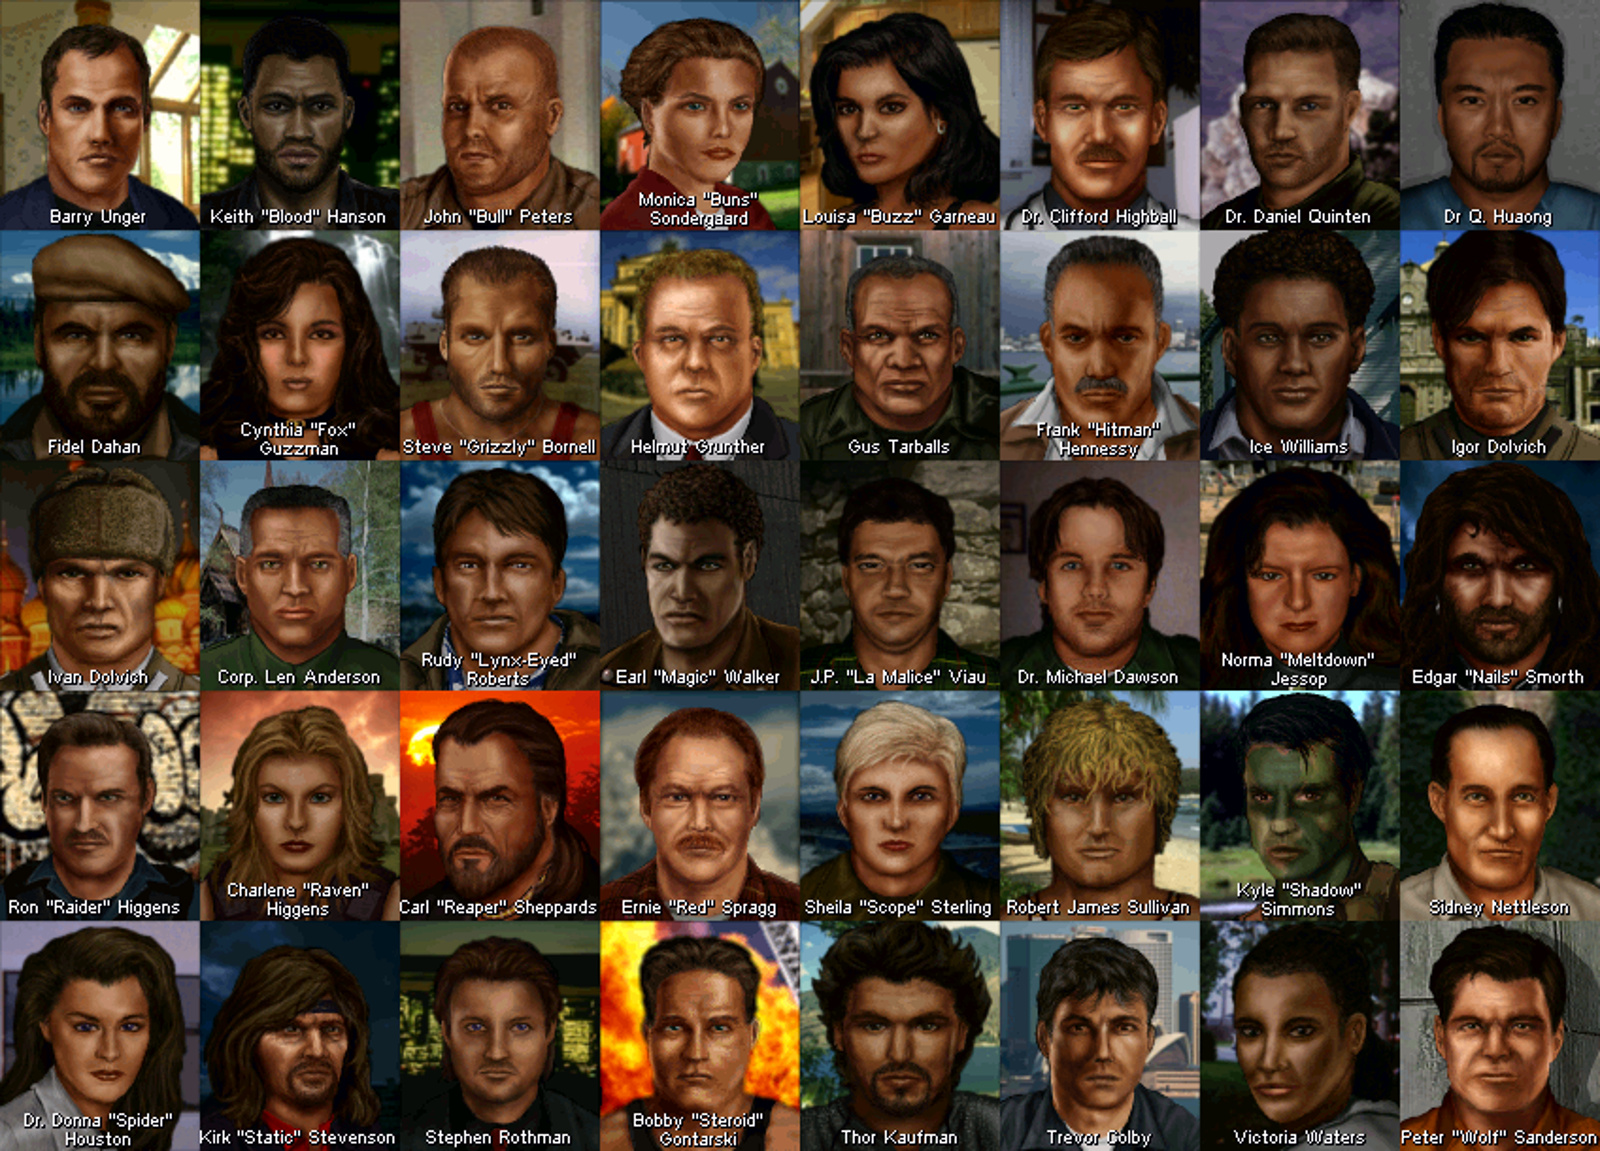 Barry Unger
Keith "Blood" Hanson
John "Bull" Peters
Monica "Buns"
Sondergaard
Louisa "Buzz" Garneau
Dr. Clifford Highball
Dr. Daniel Quinten
Dr Q. Huaong
Fidel Dahan
Cynthia "Fox"
Guzzman
Steve "Grizzly" Bornell
Helmut Grunther
Gus Tarballs
Frank "Hitman"
Hennessy
Ice Williams
Igor Dolvich
Ivan Dolvich
Corp. Len Anderson
Rudy "Lynx-Eyed"
Roberts
Earl "Magic" Walker
J.P. "La Malice" Viau
Dr. Michael Dawson
Norma "Meltdown"
Jessop
Edgar "Nails" Smorth
Ron "Raider" Higgens
Charlene "Raven"
Higgens
Carl "Reaper" Sheppards
Ernie "Red" Spragg
Sheila "Scope" Sterling
Robert James Sullivan
Kyle "Shadow"
Simmons
Sidney Nettleson
Dr. Donna "Spider"
Houston
Kirk "Static" Stevenson
Stephen Rothman
Bobby "Steroid"
Gontarski
Thor Kaufman
Trevor Colby
Victoria Waters
Peter "Wolf" Sanderson